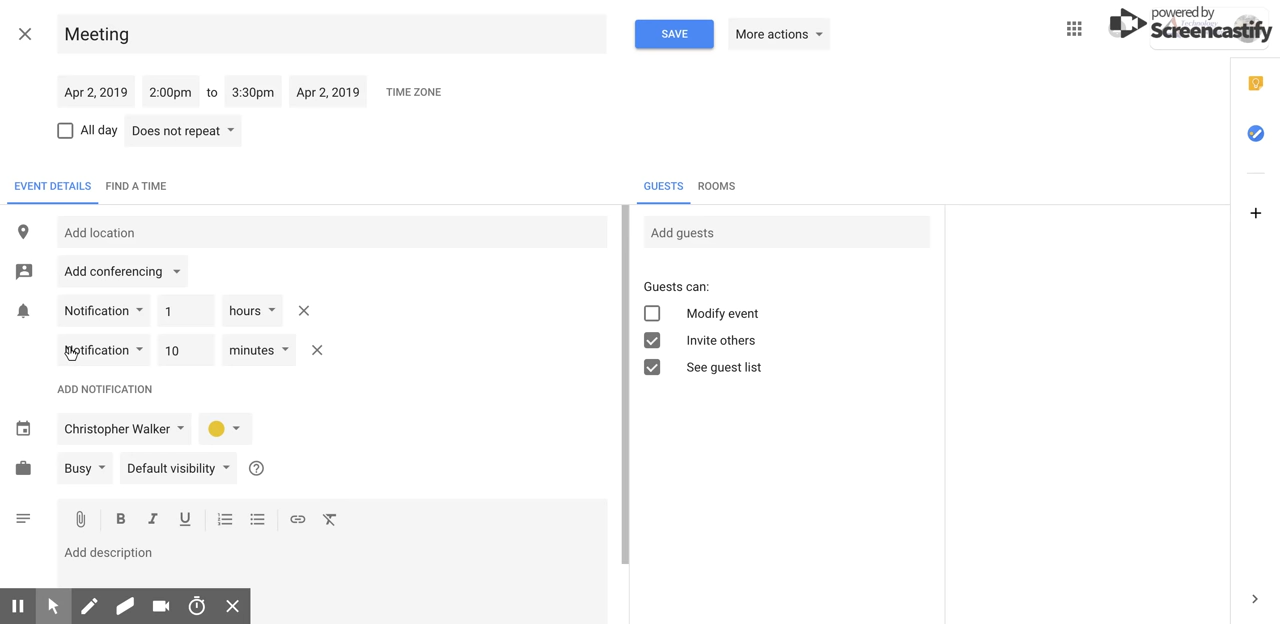 Meeting
SAVE
More actions
powered by
Screencastify
Apr 2, 2019 2:00pm to 3:30pm Apr 2, 2019 TIME ZONE
All day Does not repeat
EVENT DETAILS FIND A TIME
GUESTS ROOMS
Add location
Add guests
Add conferencing
Guests can:
Notification 1 hours
Modify event
Notification 10 minutes
Invite others
See guest list
ADD NOTIFICATION
Christopher Walker
Busy Default visibility
Add description